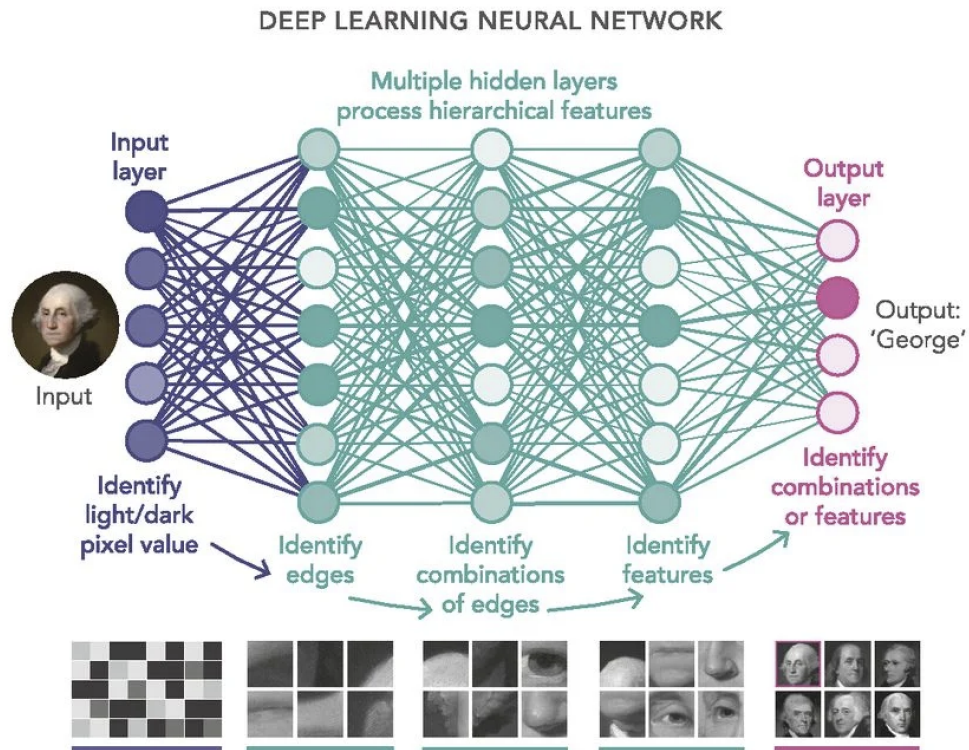 DEEP LEARNING NEURAL NETWORK
Multiple hidden layers
process hierarchical features
Input
layer
Output
layer
Input
Output:
‘George’
Identify
light/dark
pixel value
Identify
edges
Identify
combinations
of edges
Identify
features
Identify
combinations
or features